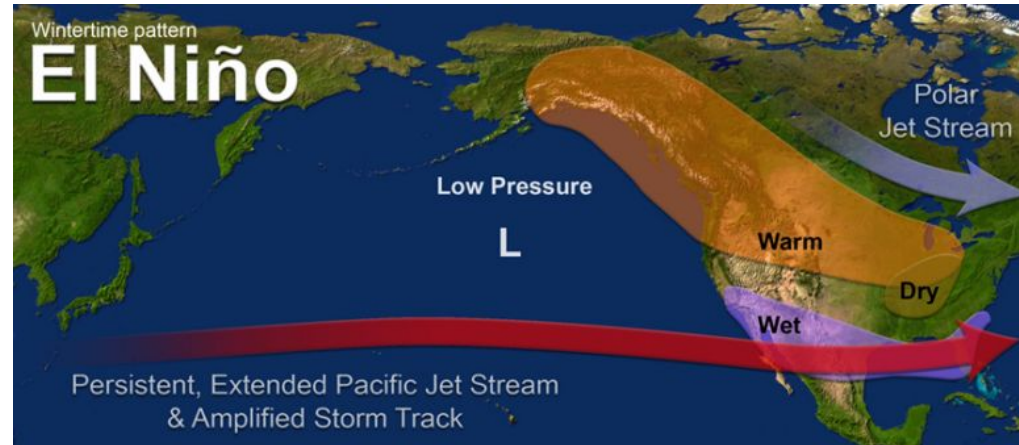 Wintertime pattern
El Niño
Polar
Jet Stream
Low Pressure
L
Warm
Dry
Wet
Persistent, Extended Pacific Jet Stream
& Amplified Storm Track